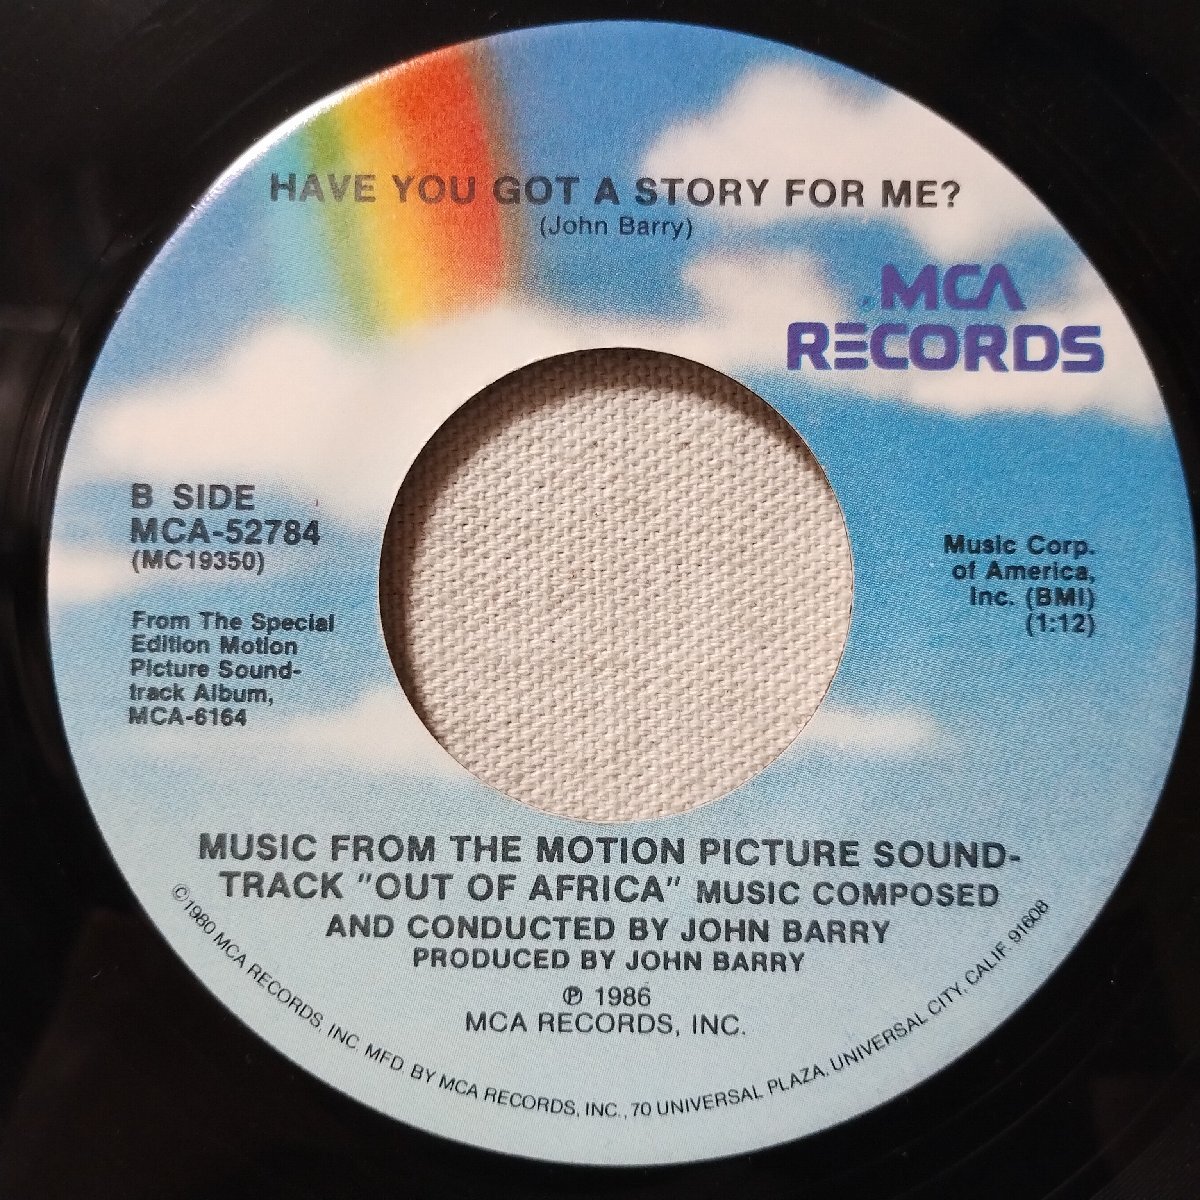 HAVE YOU GOT A STORY FOR ME?
(John Barry)
MCA
RECORDS
B SIDE
MCA-52784
(MC19350)
From The Special
Edition Motion
Picture Sound-
track Album,
MCA-6164
Music Corp.
of America,
Inc. (BMI)
(1:12)
MUSIC FROM THE MOTION PICTURE SOUND-
TRACK "OUT OF AFRICA" MUSIC COMPOSED
AND CONDUCTED BY JOHN BARRY
PRODUCED BY JOHN BARRY
℗ 1986
MCA RECORDS, INC.
©1980 MCA RECORDS, INC. MFD. BY MCA RECORDS, INC., 70 UNIVERSAL PLAZA, UNIVERSAL CITY, CALIF. 91608